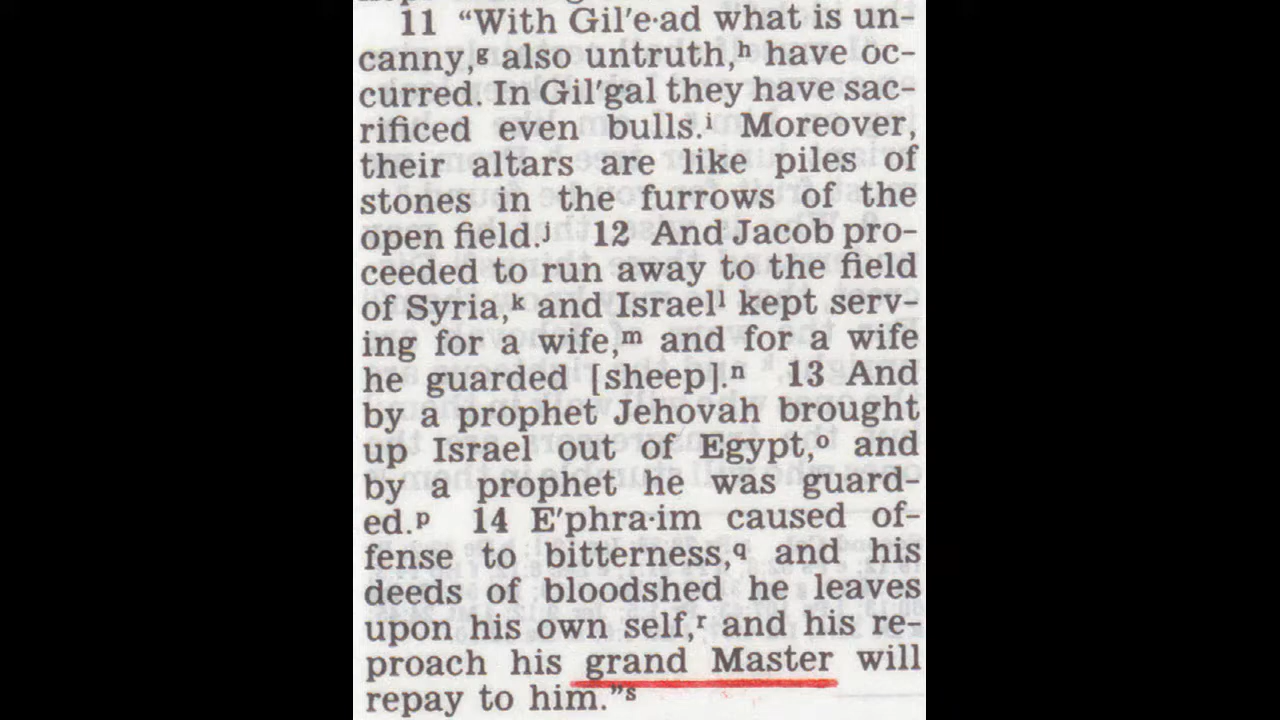 11 “With Gil′e·ad what is un-
canny,g also untruth,h have oc-
curred. In Gil′gal they have sac-
rificed even bulls.i Moreover,
their altars are like piles of
stones in the furrows of the
open field.j 12 And Jacob pro-
ceeded to run away to the field
of Syria,k and Israell kept serv-
ing for a wife,m and for a wife
he guarded [sheep].n 13 And
by a prophet Jehovah brought
up Israel out of Egypt,o and
by a prophet he was guard-
ed.p 14 E′phra·im caused of-
fense to bitterness,q and his
deeds of bloodshed he leaves
upon his own self,r and his re-
proach his grand Master will
repay to him.”s